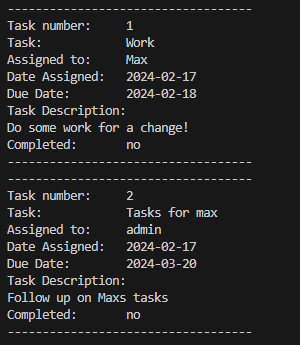 -----------------------------------
Task number:     1
Task:            Work
Assigned to:     Max
Date Assigned:   2024-02-17
Due Date:        2024-02-18
Task Description:
Do some work for a change!
Completed:       no
-----------------------------------
-----------------------------------
Task number:     2
Task:            Tasks for max
Assigned to:     admin
Date Assigned:   2024-02-17
Due Date:        2024-03-20
Task Description:
Follow up on Maxs tasks
Completed:       no
-----------------------------------